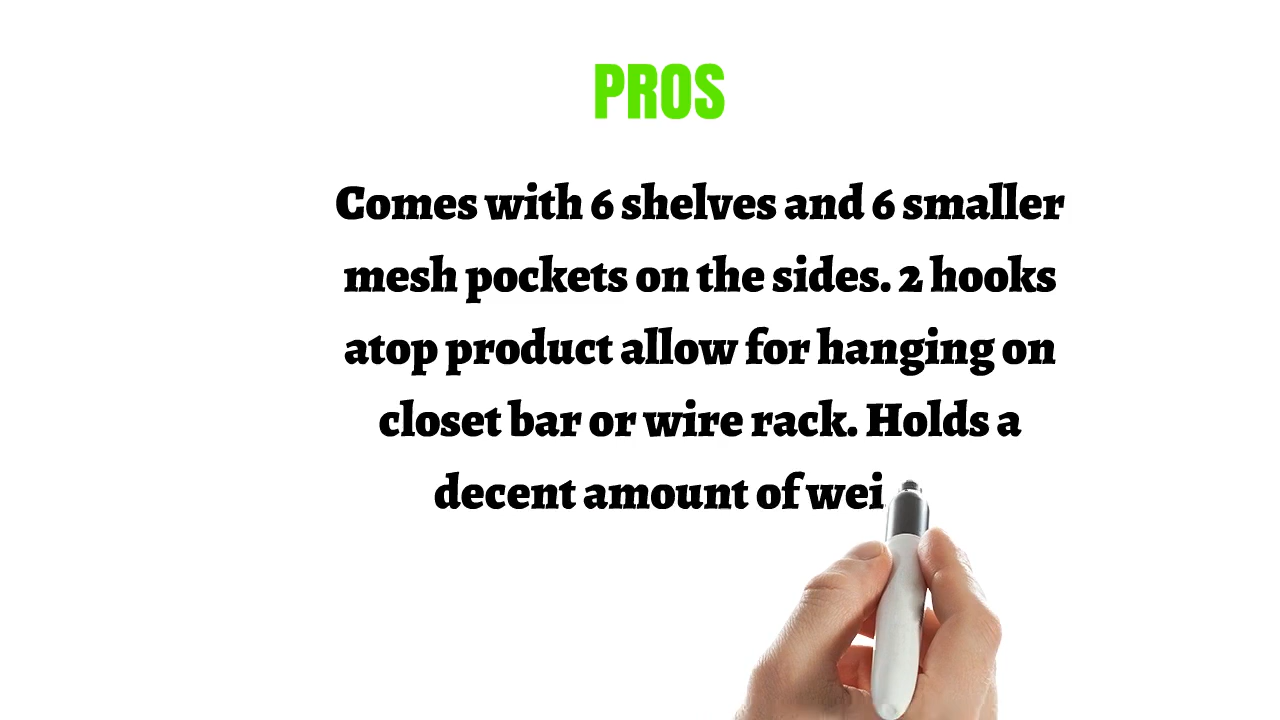 PROS
Comes with 6 shelves and 6 smaller
mesh pockets on the sides. 2 hooks
atop product allow for hanging on
closet bar or wire rack. Holds a
decent amount of wei